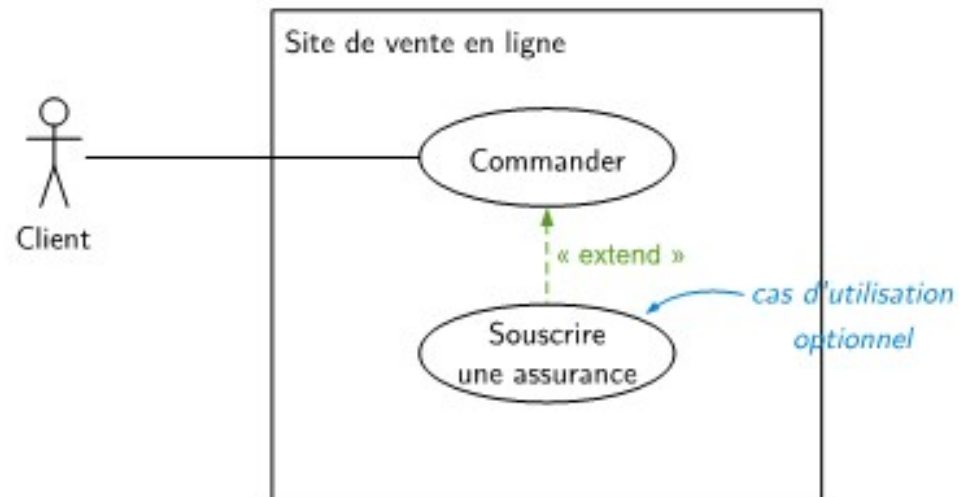 Site de vente en ligne
Commander
Client
« extend »
cas d'utilisation
optionnel
Souscrire
une assurance